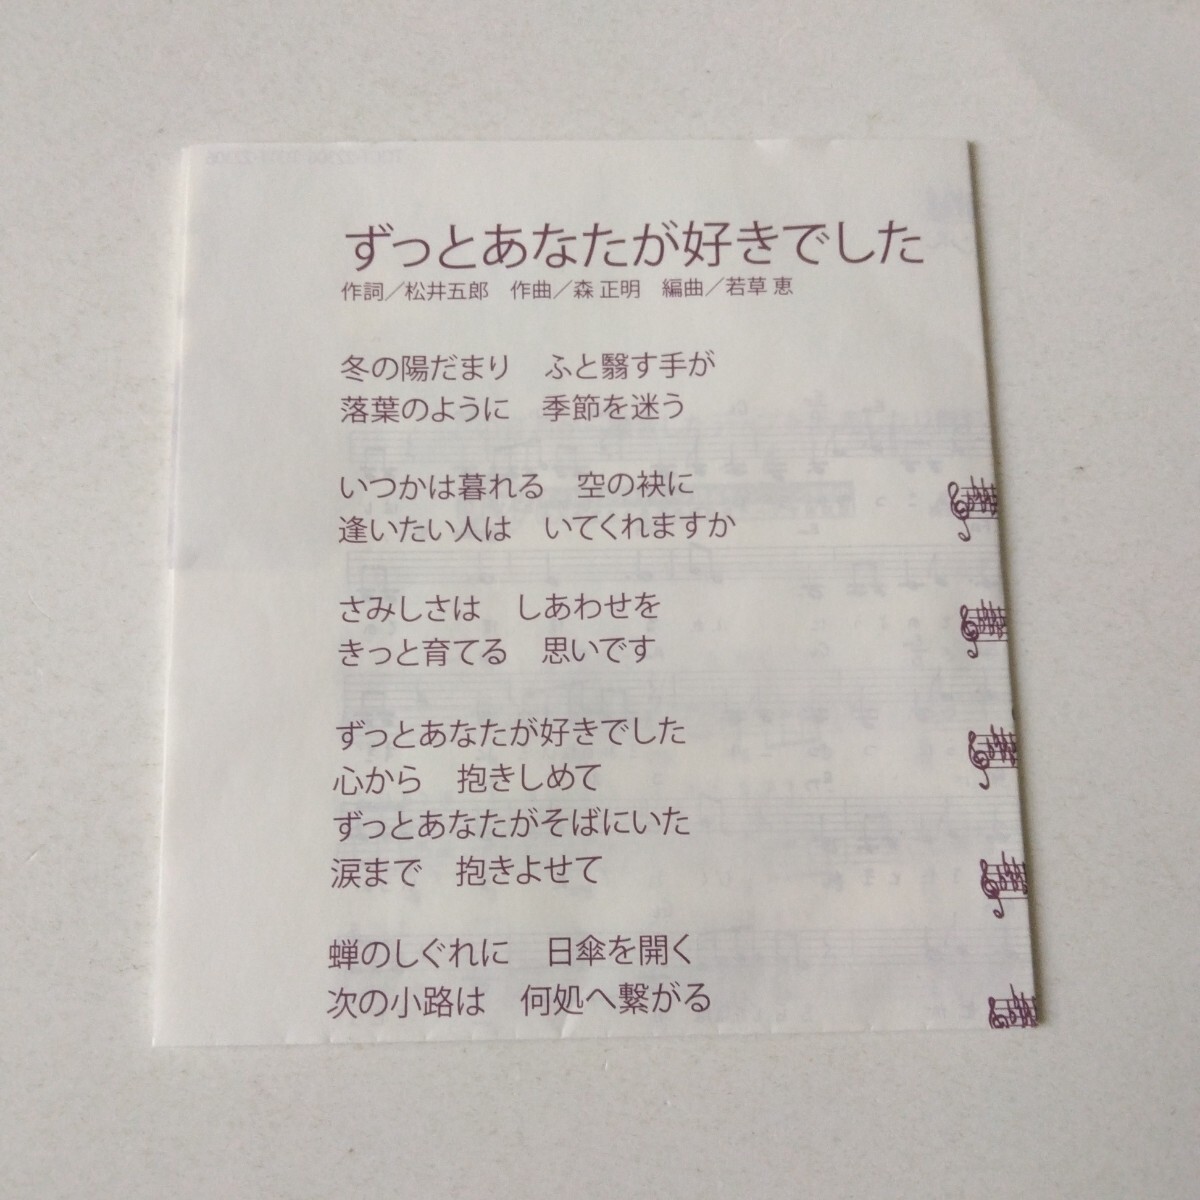 ずっとあなたが好きでした
作詞／松井五郎　作曲／森 正明　編曲／若草 恵
冬の陽だまり　ふと翳す手が
落葉のように　季節を迷う
いつかは暮れる　空の袂に
逢いたい人は　いてくれますか
さみしさは　しあわせを
きっと育てる　思いです
ずっとあなたが好きでした
心から　抱きしめて
ずっとあなたがそばにいた
涙まで　抱きよせて
蝉のしぐれに　日傘を開く
次の小路は　何処へ繋がる